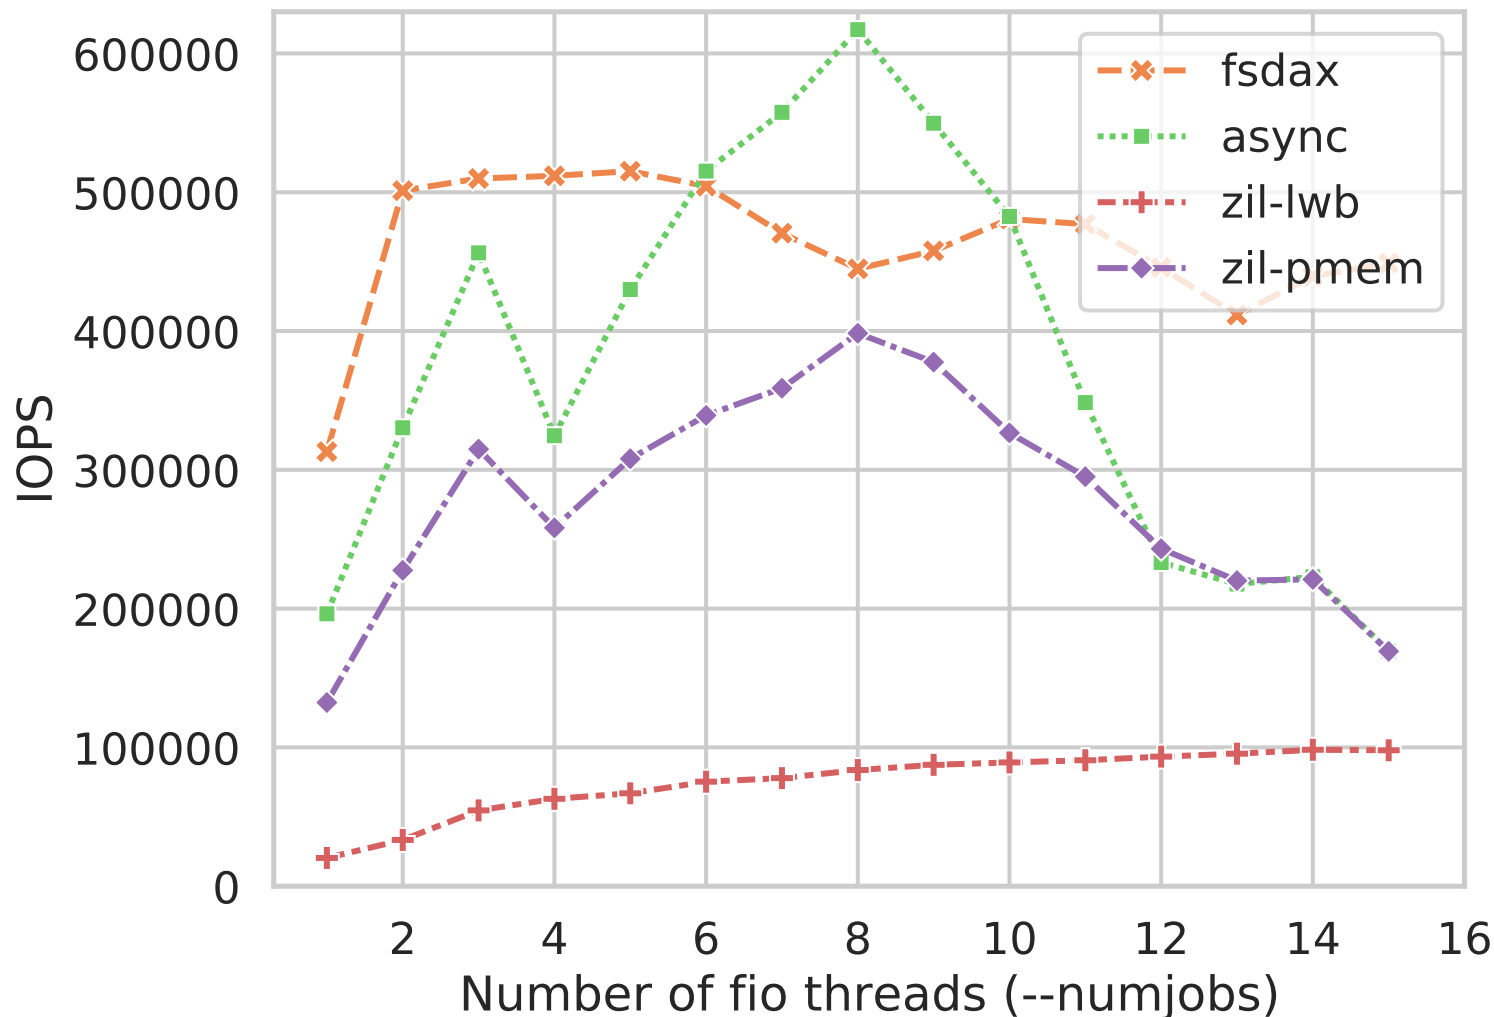 600000
500000
400000
300000
200000
100000
0
IOPS
2 4 6 8 10 12 14 16
Number of fio threads (--numjobs)
fsdax
async
zil-lwb
zil-pmem